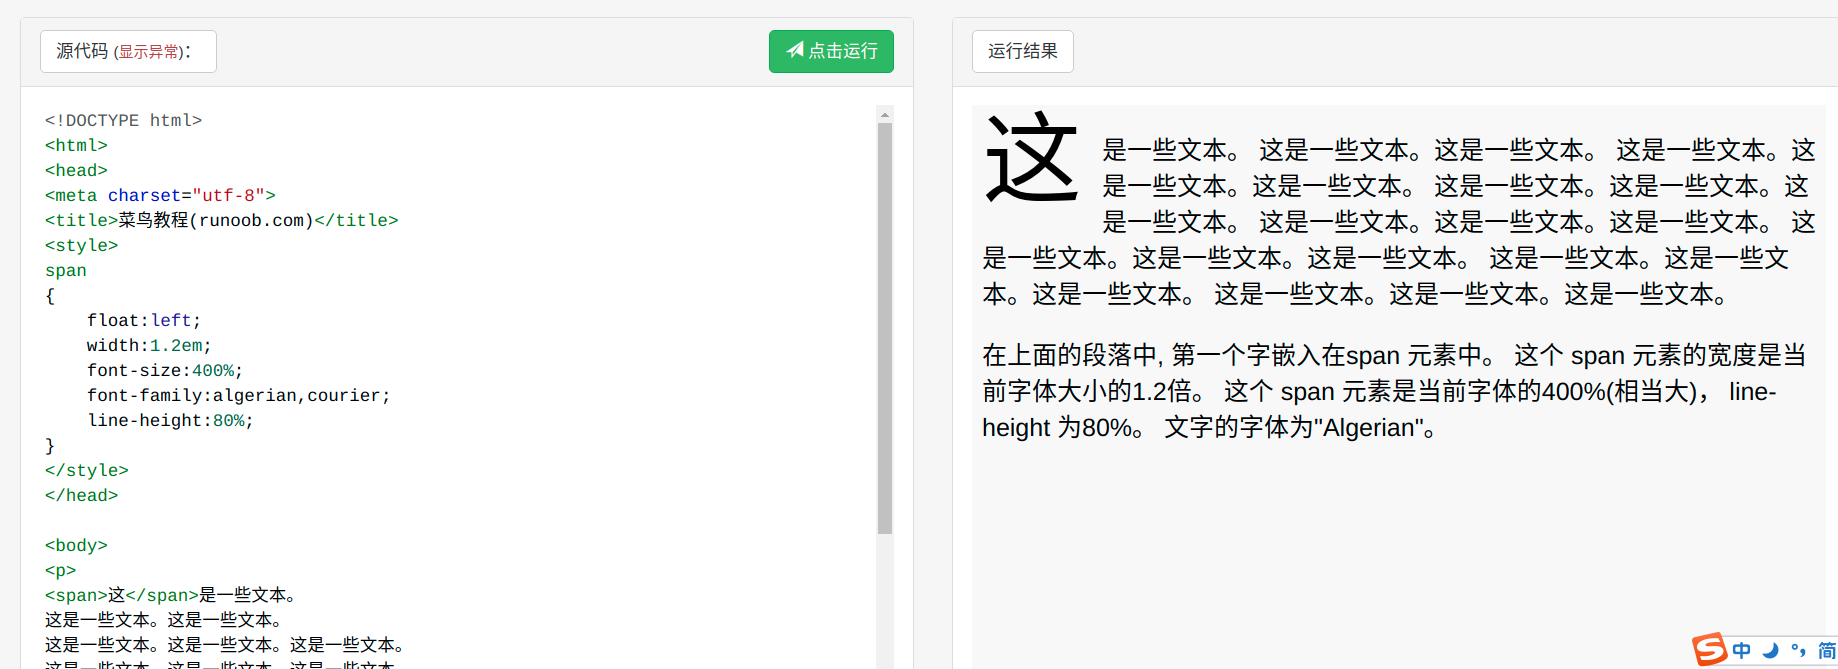 源代码 (显示异常):
点击运行
<!DOCTYPE html>
<html>
<head>
<meta charset="utf-8">
<title>菜鸟教程(runoob.com)</title>
<style>
span
{
    float:left;
    width:1.2em;
    font-size:400%;
    font-family:algerian,courier;
    line-height:80%;
}
</style>
</head>
<body>
<p>
<span>这</span>是一些文本。
这是一些文本。这是一些文本。
这是一些文本。这是一些文本。这是一些文本。
这是一些文本。这是一些文本。这是一些文本。
运行结果
这 是一些文本。 这是一些文本。这是一些文本。 这是一些文本。这
是一些文本。这是一些文本。 这是一些文本。这是一些文本。这
是一些文本。 这是一些文本。这是一些文本。这是一些文本。 这
是一些文本。这是一些文本。这是一些文本。 这是一些文本。这是一些文
本。这是一些文本。 这是一些文本。这是一些文本。这是一些文本。
在上面的段落中, 第一个字嵌入在span 元素中。 这个 span 元素的宽度是当
前字体大小的1.2倍。 这个 span 元素是当前字体的400%(相当大)， line-
height 为80%。 文字的字体为"Algerian"。
S 中 °, 简